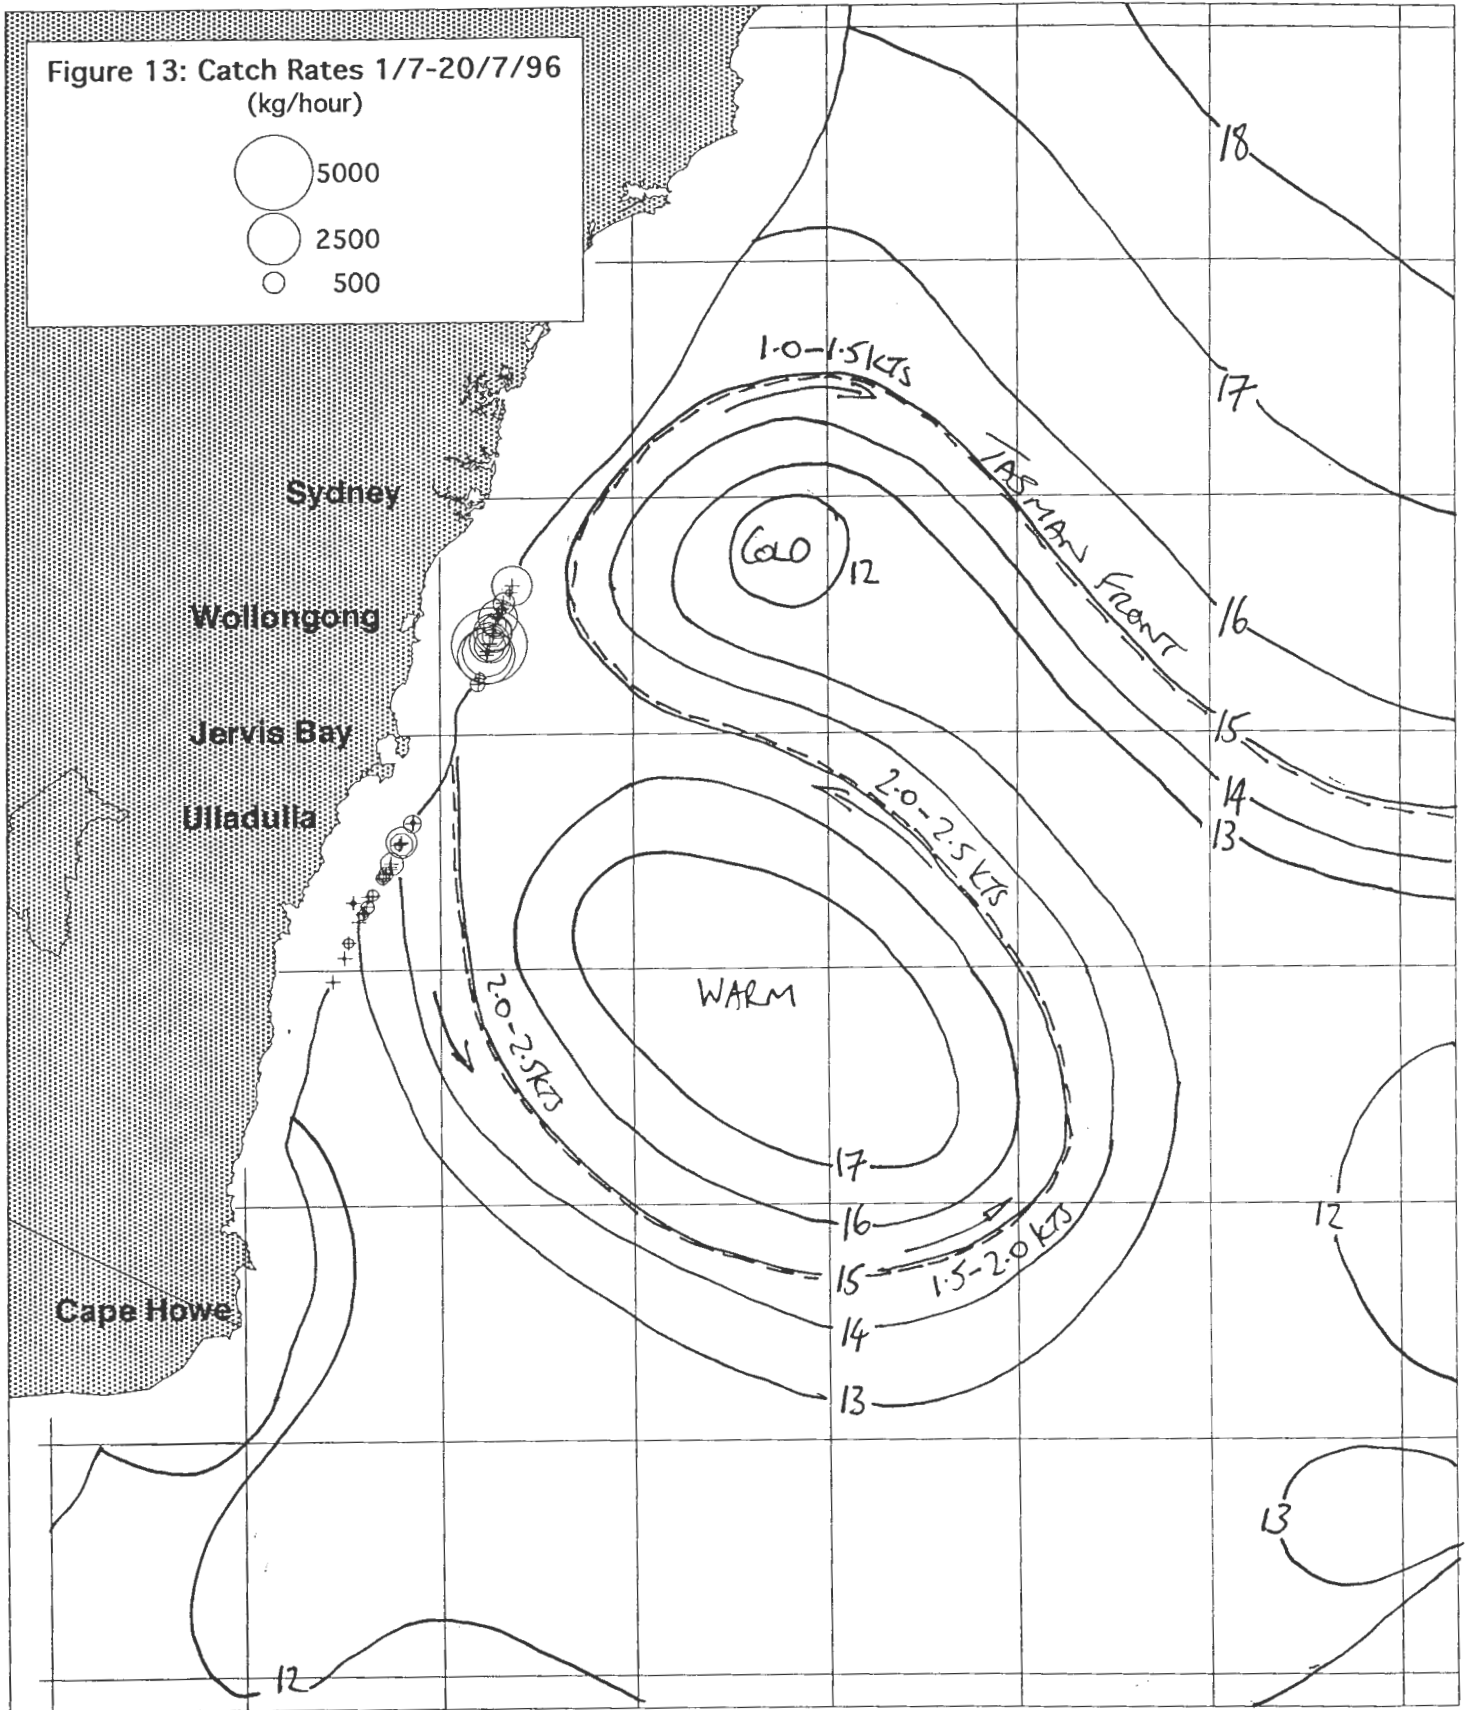 Figure 13: Catch Rates 1/7-20/7/96
(kg/hour)
5000
2500
500
18
1.0-1.5KTS
17
TASMAN FRONT
Sydney
COLD
12
Wollongong
16
Jervis Bay
15
2.0-2.5KTS
14
Ulladulla
13
WARM
2.0-2.5KTS
17
16
12
1.5-2.0KTS
15
Cape Howe
14
13
13
12